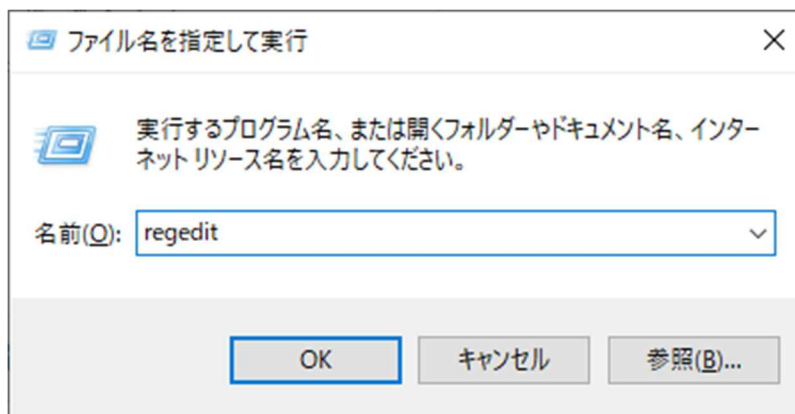 ファイル名を指定して実行
実行するプログラム名、または開くフォルダーやドキュメント名、インター
ネット リソース名を入力してください。
名前(O): regedit
OK キャンセル 参照(B)...